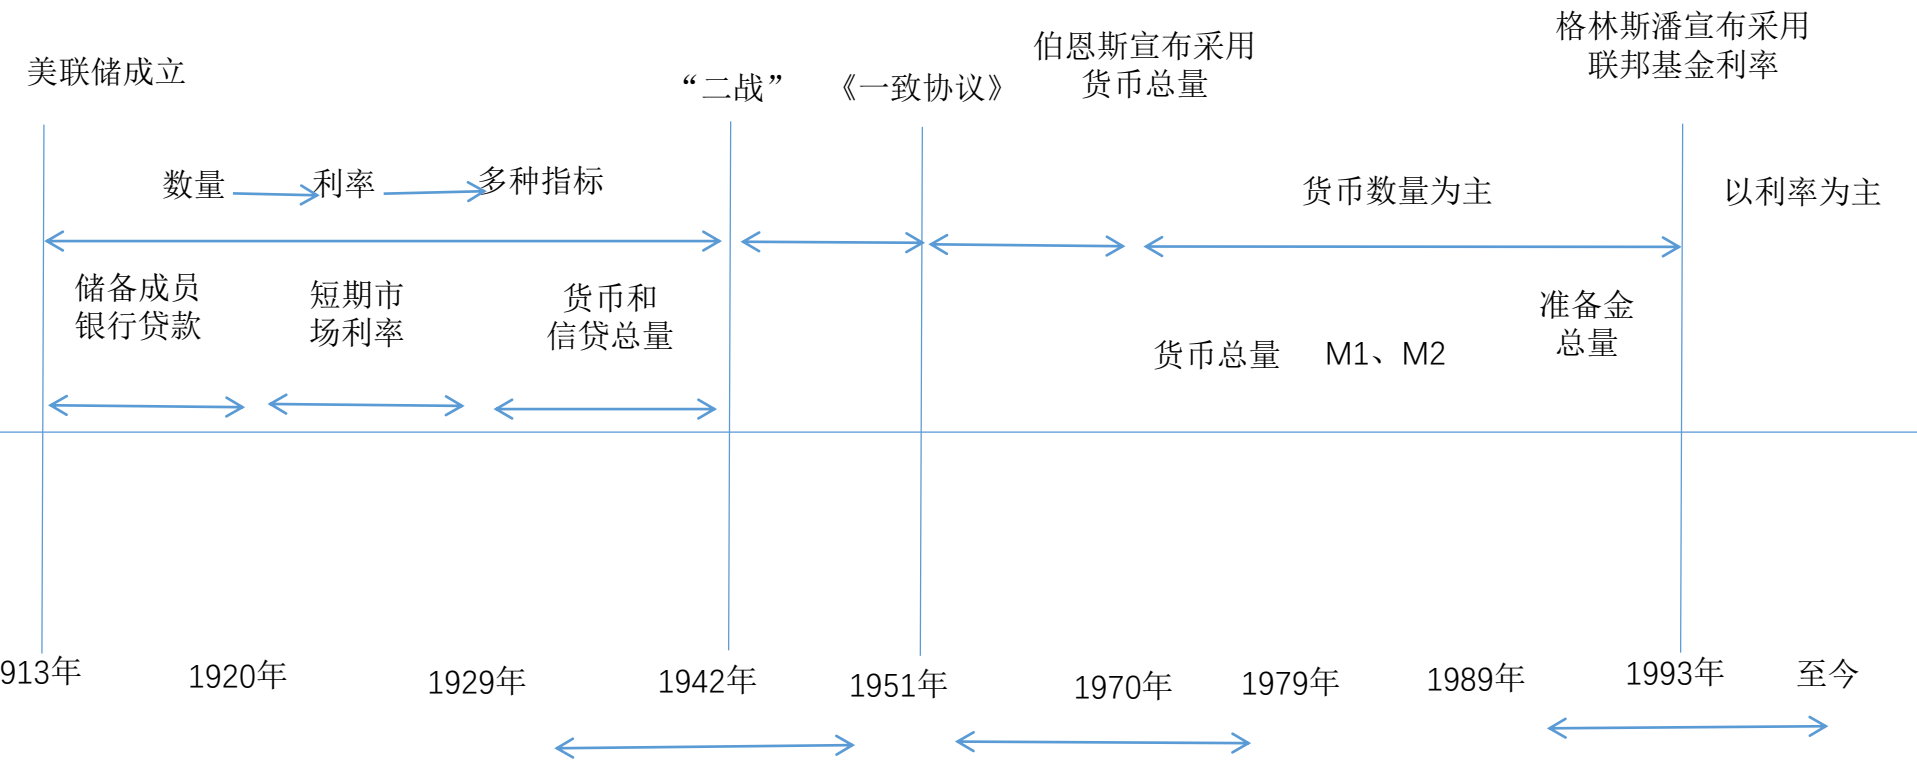 美联储成立
“二战”
《一致协议》
伯恩斯宣布采用
货币总量
格林斯潘宣布采用
联邦基金利率
数量
利率
多种指标
货币数量为主
以利率为主
储备成员
银行贷款
短期市
场利率
货币和
信贷总量
货币总量
M1、M2
准备金
总量
913年
1920年
1929年
1942年
1951年
1970年
1979年
1989年
1993年
至今